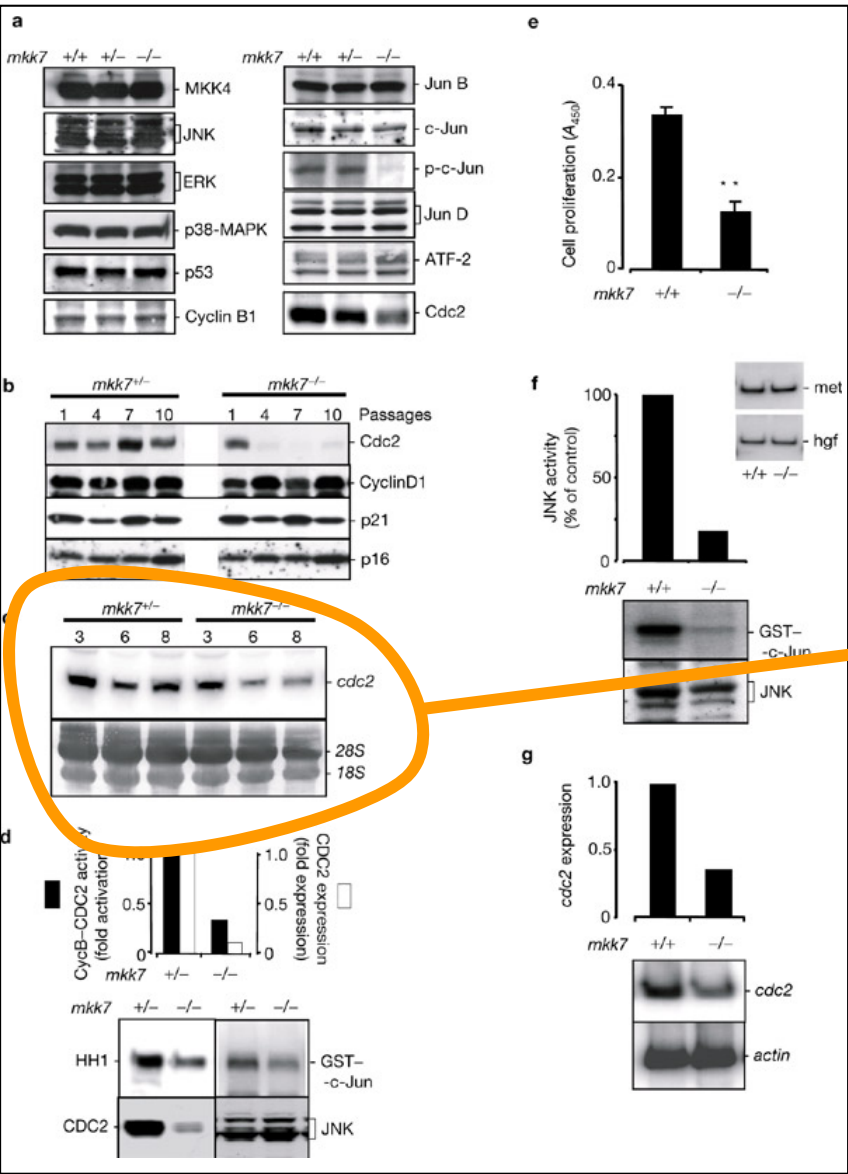 a
mkk7 +/+ +/– –/–
MKK4
JNK
ERK
p38-MAPK
p53
Cyclin B1
mkk7 +/+ +/– –/–
Jun B
c-Jun
p-c-Jun
Jun D
ATF-2
Cdc2
b
mkk7+/– mkk7–/–
1 4 7 10 1 4 7 10 Passages
Cdc2
CyclinD1
p21
p16
mkk7+/– mkk7–/–
3 6 8 3 6 8
cdc2
28S
18S
d
CycB–CDC2 activity
(fold activation)
0.5
0
1.0
0.5
0
CDC2 expression
(fold expression)
mkk7 +/– –/–
mkk7 +/– –/– +/– –/–
HH1
GST–
-c-Jun
CDC2
JNK
e
Cell proliferation (A450)
0.4
0.2
0
* *
mkk7 +/+ –/–
f
JNK activity
(% of control)
100
50
0
met
hgf
+/+ –/–
mkk7 +/+ –/–
GST–
-c-Jun
JNK
g
cdc2 expression
1.0
0.5
0
mkk7 +/+ –/–
cdc2
actin